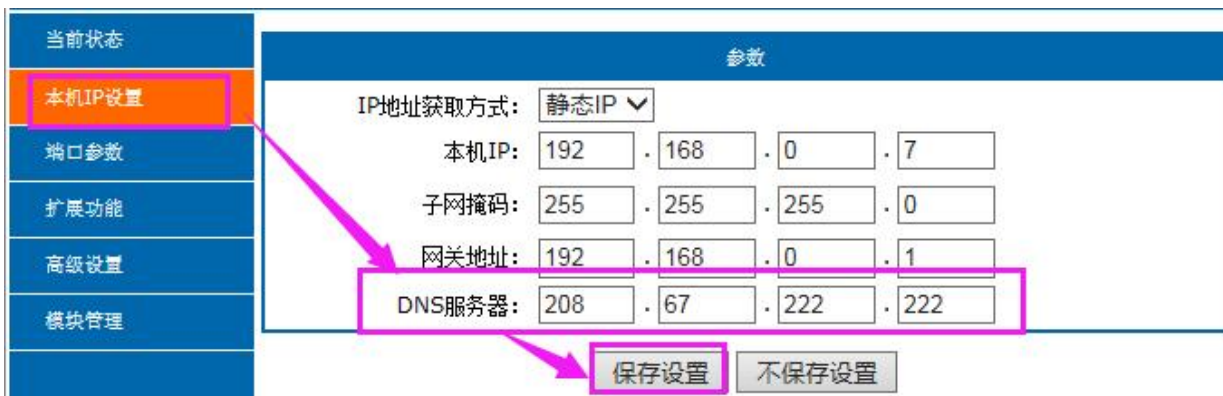 当前状态
本机IP设置
端口参数
扩展功能
高级设置
模块管理
参数
IP地址获取方式： 静态IP
本机IP： 192 . 168 . 0 . 7
子网掩码： 255 . 255 . 255 . 0
网关地址： 192 . 168 . 0 . 1
DNS服务器： 208 . 67 . 222 . 222
保存设置 不保存设置